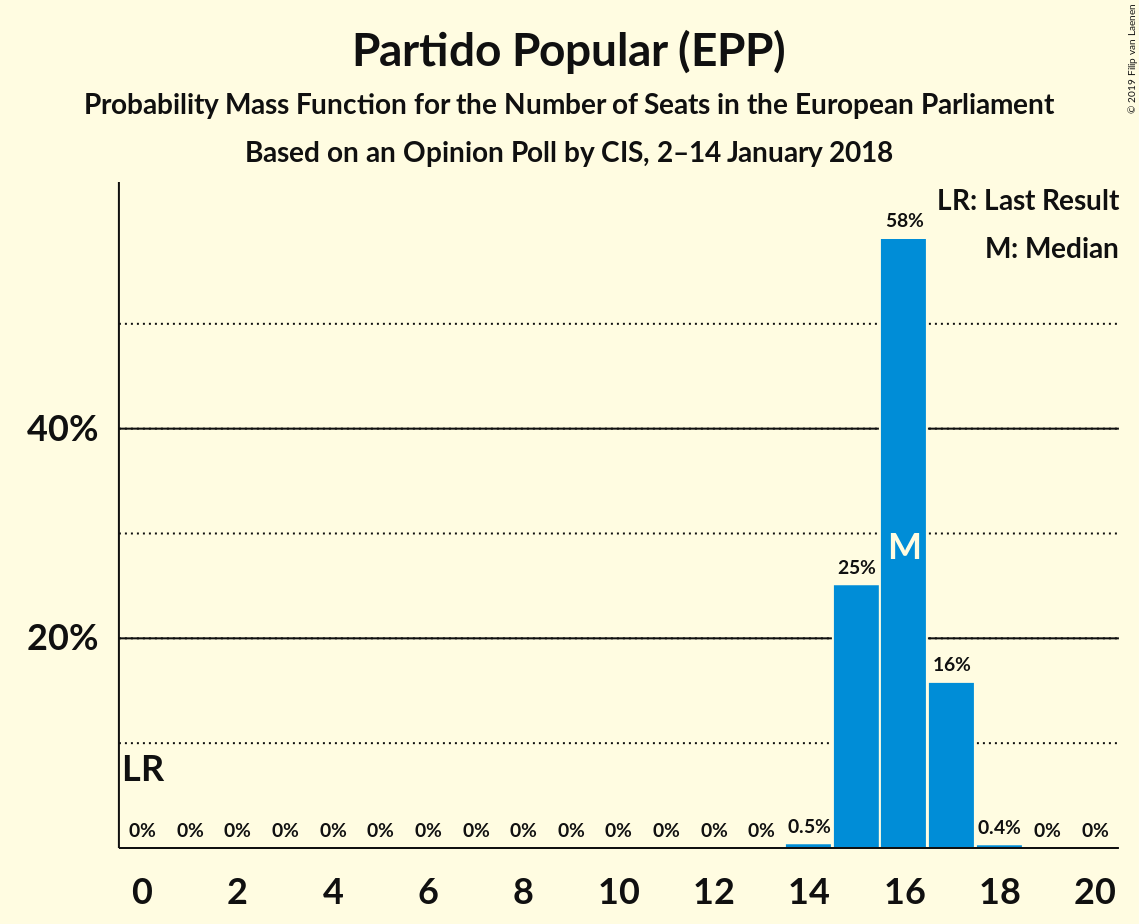 Partido Popular (EPP)
Probability Mass Function for the Number of Seats in the European Parliament
Based on an Opinion Poll by CIS, 2–14 January 2018
© 2019 Filip van Laenen
LR: Last Result
M: Median
58%
40%
M
25%
20%
16%
LR
0% 0% 0% 0% 0% 0% 0% 0% 0% 0% 0% 0% 0% 0% 0.5% 0.4% 0% 0%
0 2 4 6 8 10 12 14 16 18 20